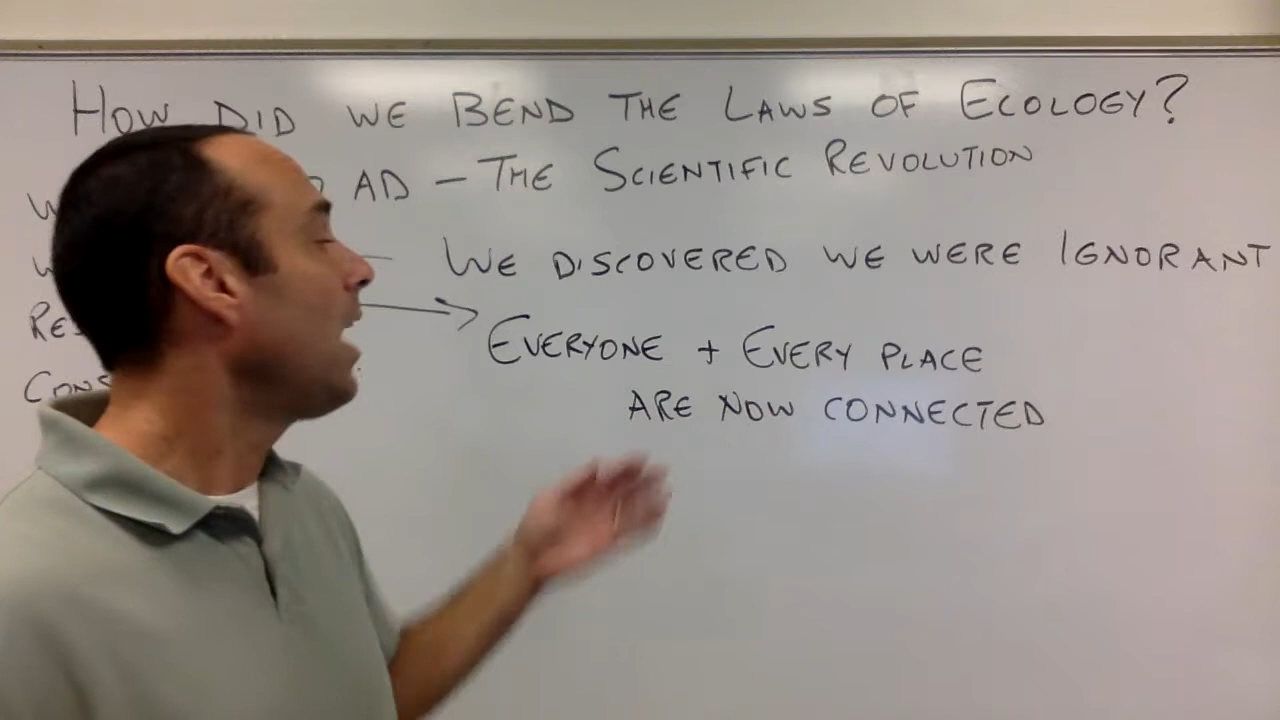 How Did we Bend the Laws of Ecology?
AD – The Scientific Revolution
We discovered we were Ignorant
Everyone + Every place
are now connected